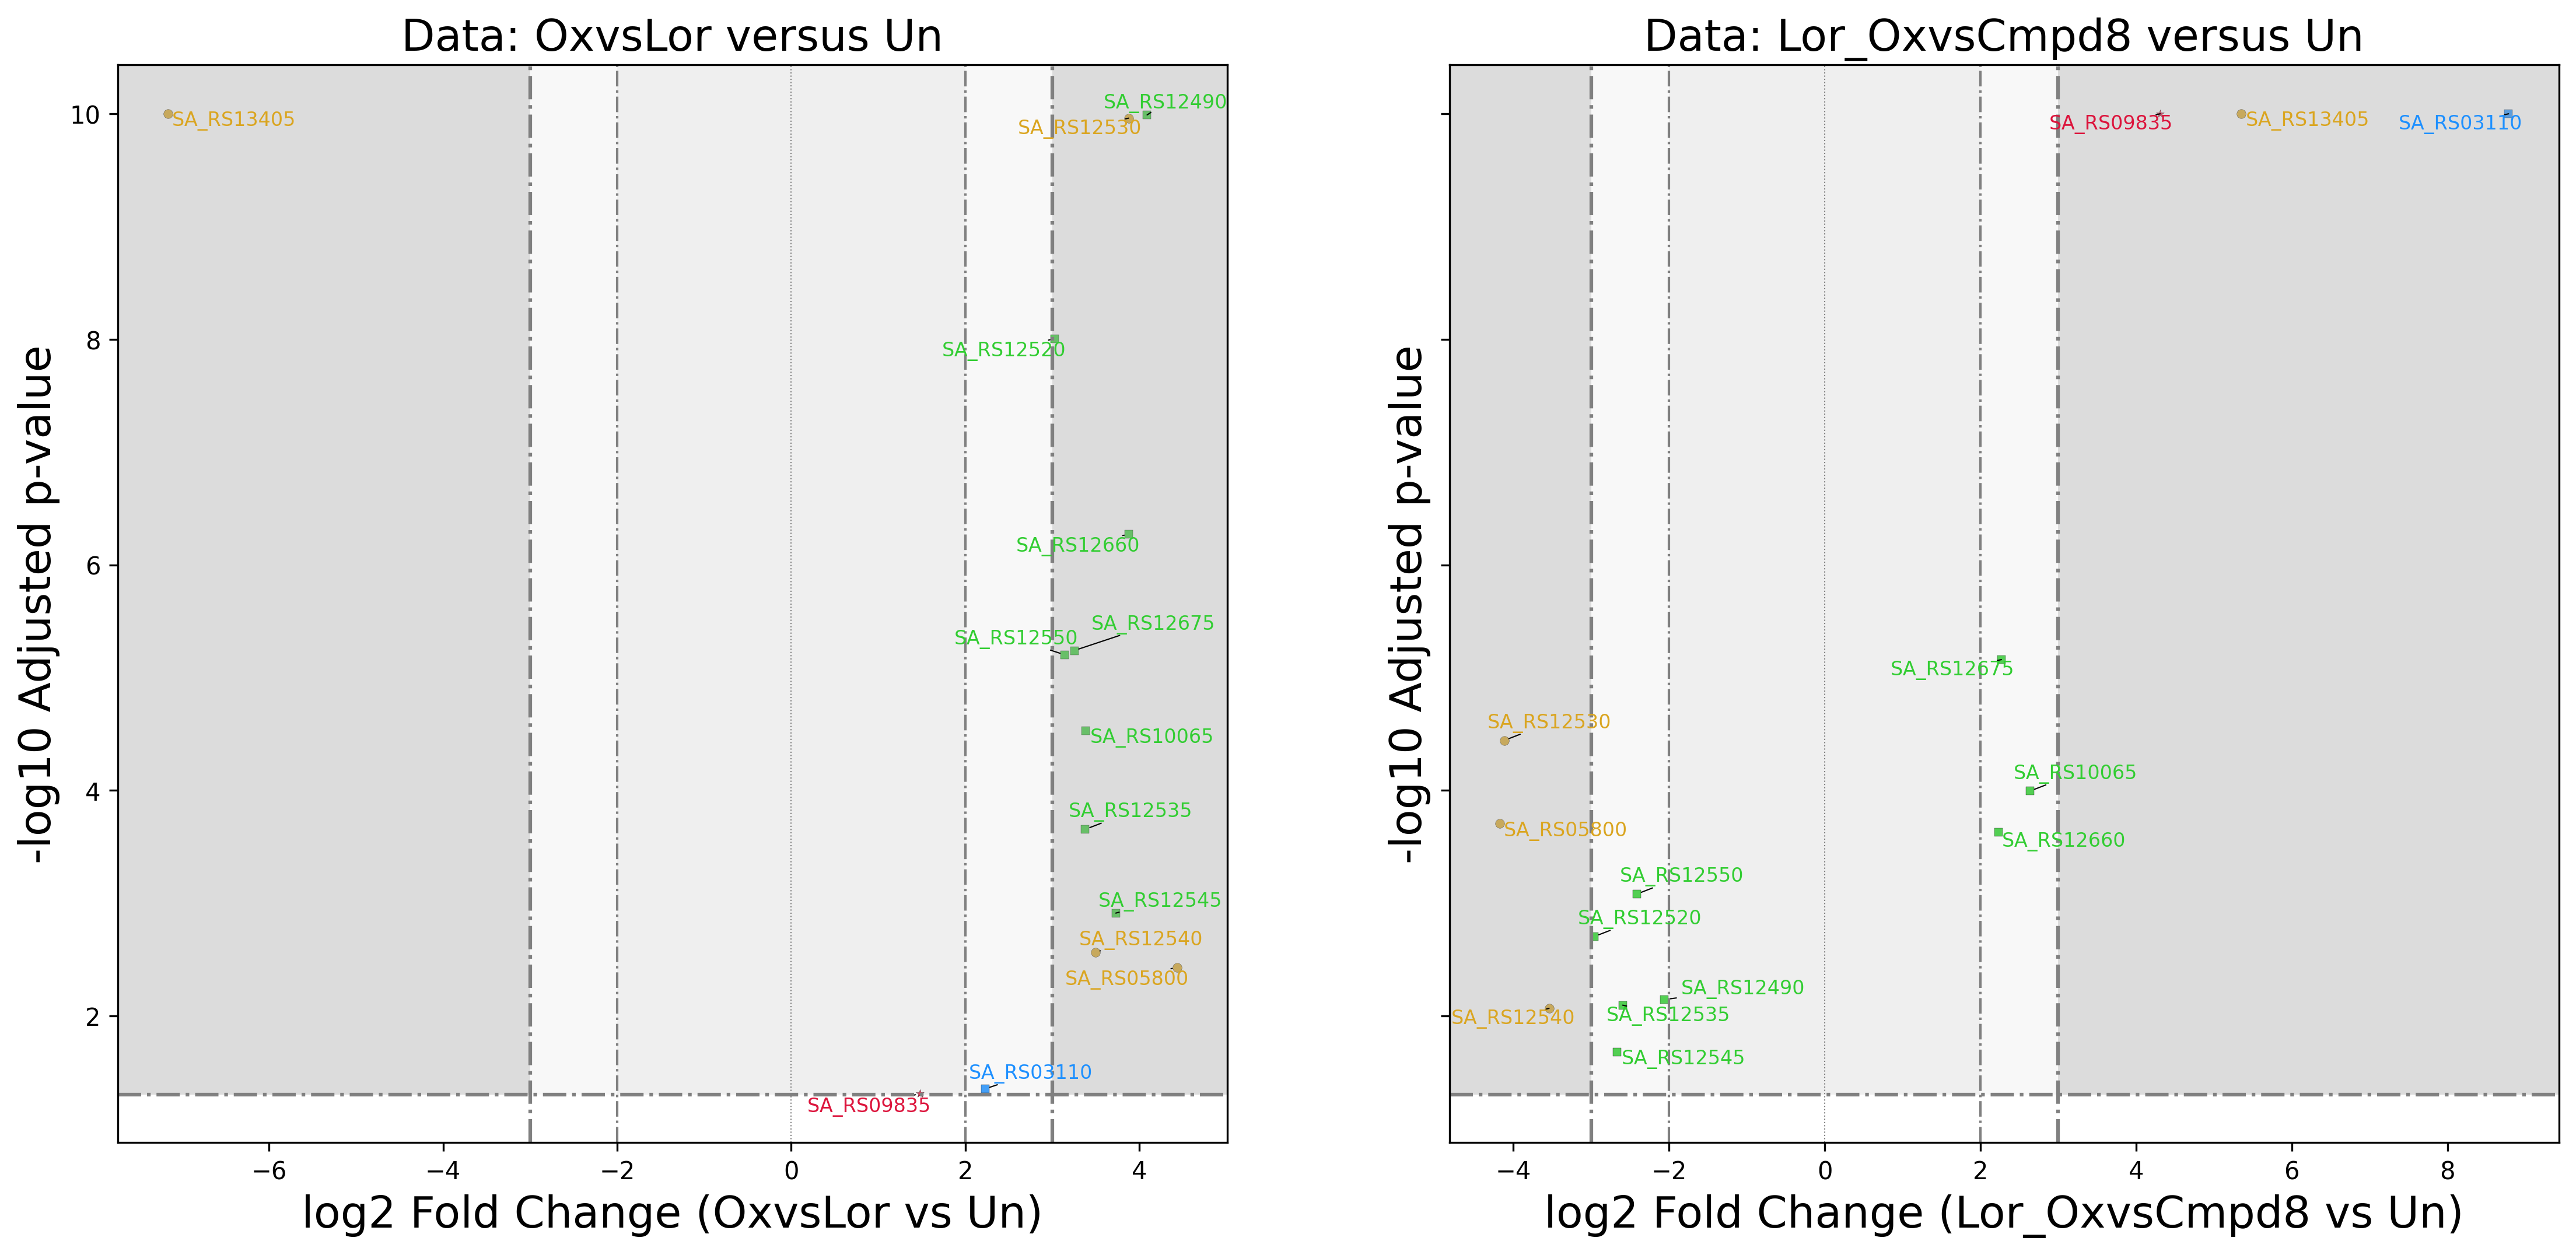 Data: OxvsLor versus Un
-log10 Adjusted p-value
10
8
6
4
2
SA_RS13405
SA_RS12490
SA_RS12530
SA_RS12520
SA_RS12660
SA_RS12675
SA_RS12550
SA_RS10065
SA_RS12535
SA_RS12545
SA_RS12540
SA_RS05800
SA_RS03110
SA_RS09835
−6
−4
−2
0
2
4
log2 Fold Change (OxvsLor vs Un)
Data: Lor_OxvsCmpd8 versus Un
-log10 Adjusted p-value
SA_RS09835
SA_RS13405
SA_RS03110
SA_RS12675
SA_RS12530
SA_RS10065
SA_RS05800
SA_RS12660
SA_RS12550
SA_RS12520
SA_RS12490
SA_RS12540
SA_RS12535
SA_RS12545
−4
−2
0
2
4
6
8
log2 Fold Change (Lor_OxvsCmpd8 vs Un)